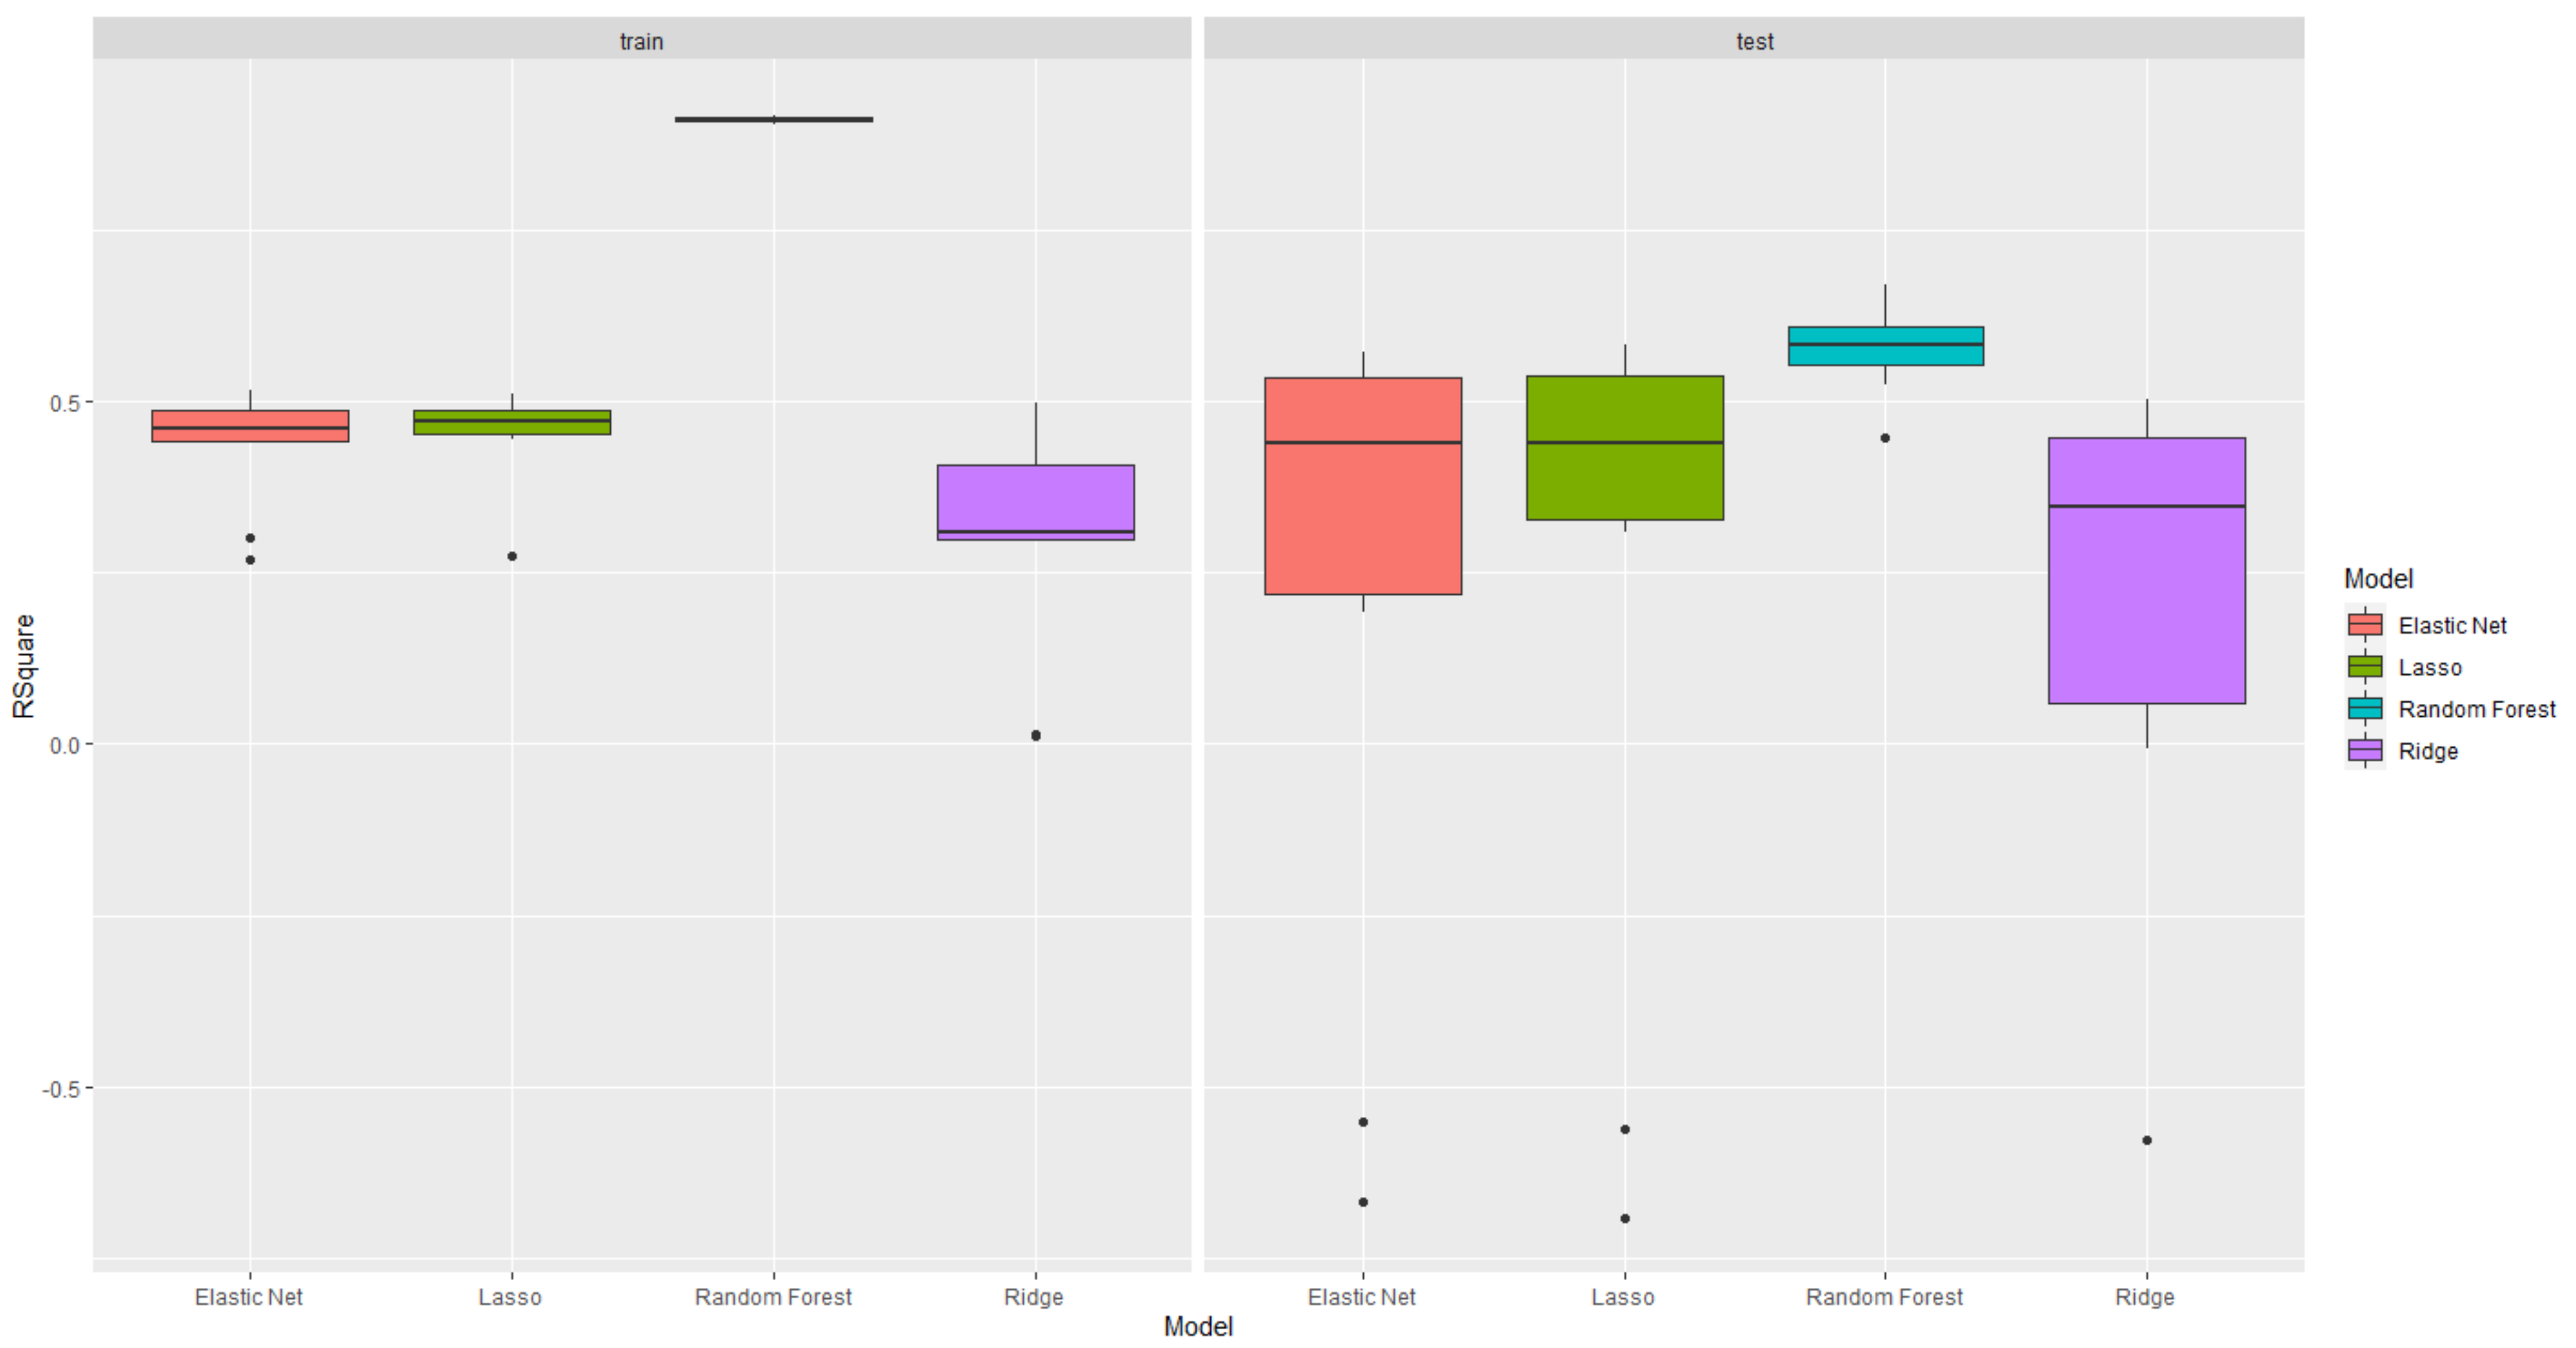 train
test
RSquare
0.5
0.0
-0.5
Elastic Net
Lasso
Random Forest
Ridge
Elastic Net
Lasso
Random Forest
Ridge
Model
Model
Elastic Net
Lasso
Random Forest
Ridge